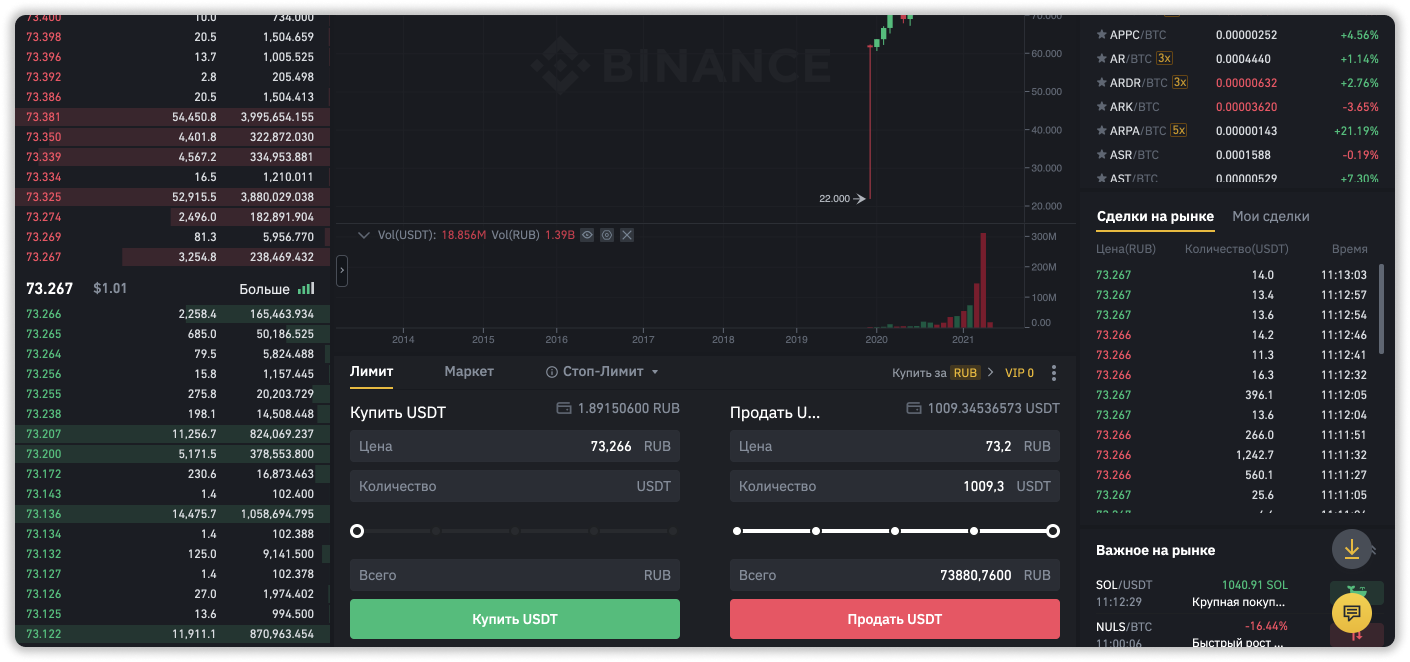 73.400 10.0 734.000
73.398 20.5 1,504.659
73.396 13.7 1,005.525
73.392 2.8 205.498
73.386 20.5 1,504.413
73.381 54,450.8 3,995,654.155
73.350 4,401.8 322,872.030
73.339 4,567.2 334,953.881
73.334 16.5 1,210.011
73.325 52,915.5 3,880,029.038
73.274 2,496.0 182,891.904
73.269 81.3 5,956.770
73.267 3,254.8 238,469.432
73.267 $1.01 Больше
73.266 2,258.4 165,463.934
73.265 685.0 50,186.525
73.264 79.5 5,824.488
73.256 15.8 1,157.445
73.255 275.8 20,203.729
73.238 198.1 14,508.448
73.207 11,256.7 824,069.237
73.200 5,171.5 378,553.800
73.172 230.6 16,873.463
73.143 1.4 102.400
73.136 14,475.7 1,058,694.795
73.134 1.4 102.388
73.132 125.0 9,141.500
73.127 1.4 102.378
73.126 27.0 1,974.402
73.125 13.6 994.500
73.122 11,911.1 870,963.454
BINANCE
70.000
60.000
50.000
40.000
30.000
20.000
22.000
Vol(USDT): 18.856M Vol(RUB) 1.39B
300M
200M
100M
0.00
2014 2015 2016 2017 2018 2019 2020 2021
Лимит Маркет Стоп-Лимит
Купить за RUB VIP 0
Купить USDT 1.89150600 RUB
Цена 73,266 RUB
Количество USDT
Всего RUB
Купить USDT
Продать U... 1009.34536573 USDT
Цена 73,2 RUB
Количество 1009,3 USDT
Всего 73880,7600 RUB
Продать USDT
APPC/BTC 0.00000252 +4.56%
AR/BTC 3x 0.0004440 +1.14%
ARDR/BTC 3x 0.00000632 +2.76%
ARK/BTC 0.00003620 -3.65%
ARPA/BTC 5x 0.00000143 +21.19%
ASR/BTC 0.0001588 -0.19%
AST/BTC 0.00000529 +7.30%
Сделки на рынке Мои сделки
Цена(RUB) Количество(USDT) Время
73.267 14.0 11:13:03
73.267 13.4 11:12:57
73.267 13.6 11:12:54
73.266 14.2 11:12:46
73.266 11.3 11:12:41
73.266 16.3 11:12:32
73.267 396.1 11:12:05
73.267 13.6 11:12:04
73.266 266.0 11:11:51
73.266 1,242.7 11:11:32
73.266 560.1 11:11:27
73.267 25.6 11:11:05
Важное на рынке
SOL/USDT 1040.91 SOL
11:12:29 Крупная покуп...
NULS/BTC -16.44%
11:00:06 Быстрый рост ...